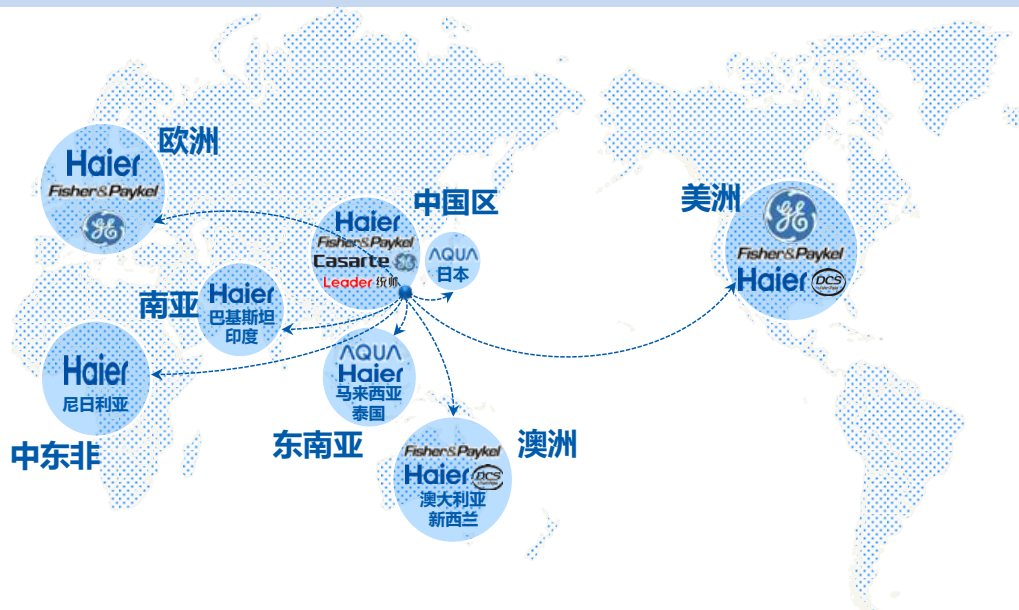 欧洲
Haier
Fisher&Paykel
GE
中国区
Haier
Fisher&Paykel
Casarte GE
Leader 统帅
AQUA
日本
美洲
GE
Fisher&Paykel
Haier DCS
南亚
Haier
巴基斯坦
印度
Haier
尼日利亚
中东非
AQUA
Haier
马来西亚
泰国
东南亚
Fisher&Paykel
Haier DCS
澳大利亚
新西兰
澳洲